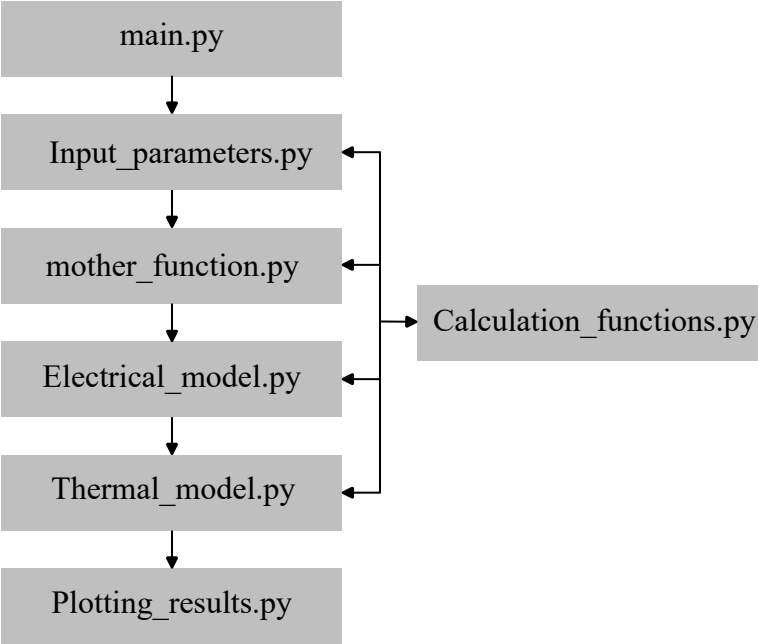 main.py
Input_parameters.py
mother_function.py
Calculation_functions.py
Electrical_model.py
Thermal_model.py
Plotting_results.py